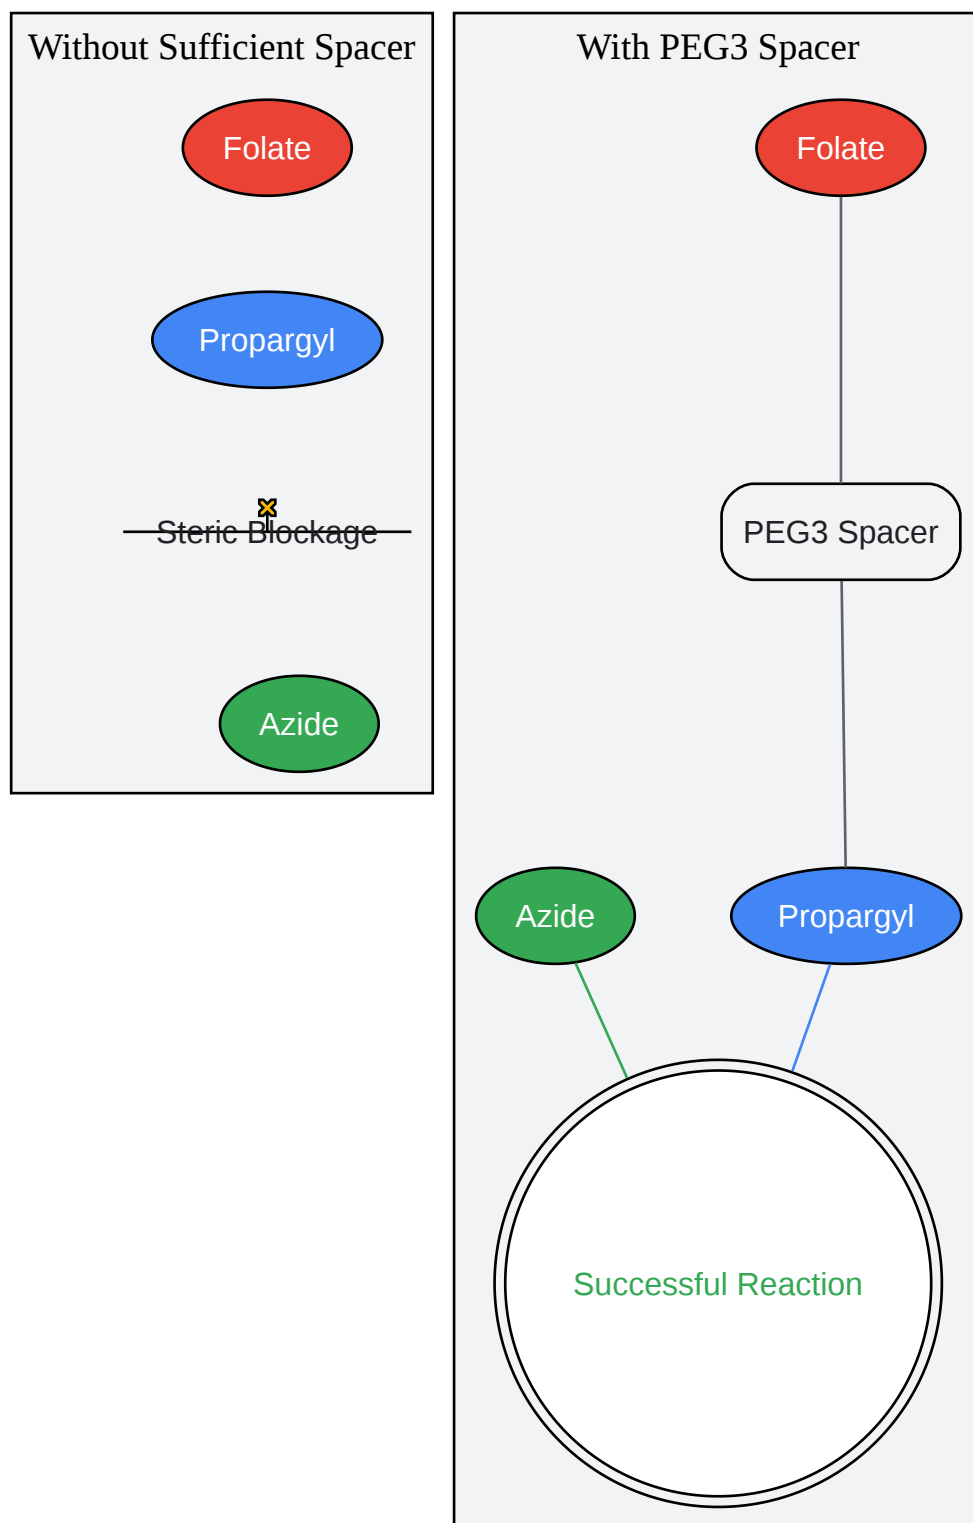 Without Sufficient Spacer
Folate
Propargyl
Steric Blockage
Azide
With PEG3 Spacer
Folate
PEG3 Spacer
Azide
Propargyl
Successful Reaction